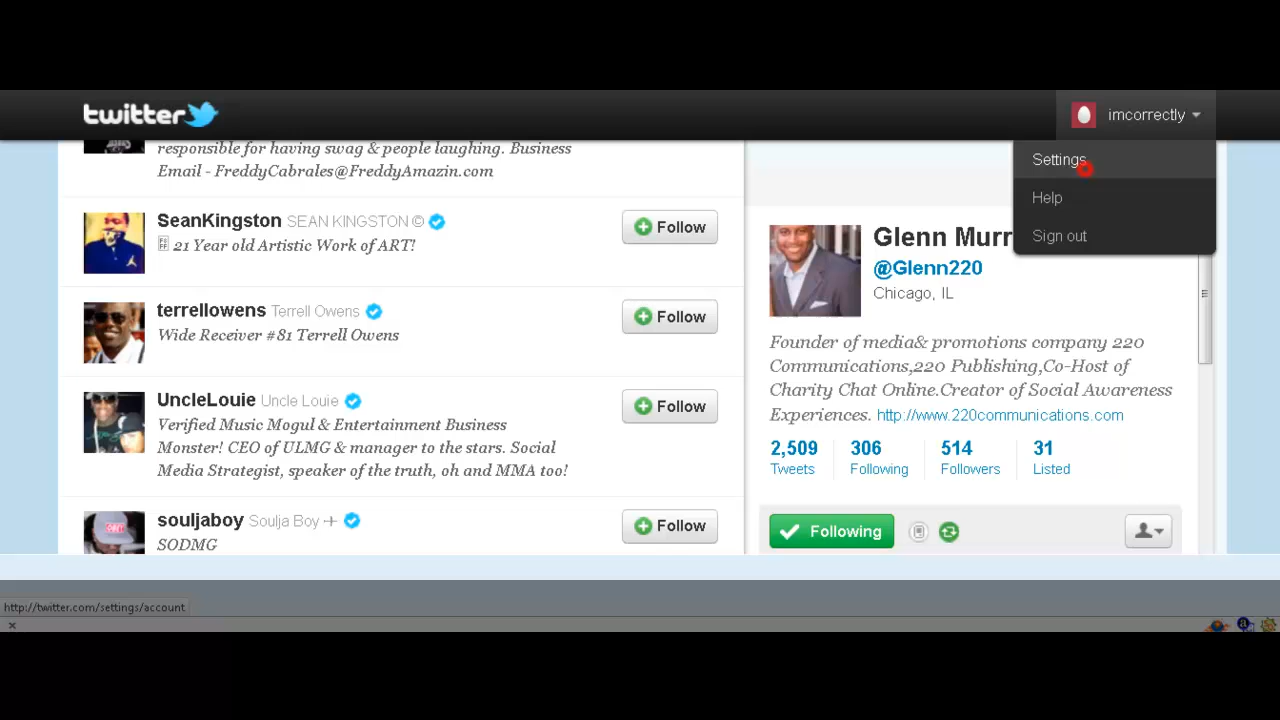 twitter
imcorrectly
Settings
Help
Sign out
responsible for having swag & people laughing. Business
Email - FreddyCabrales@FreddyAmazin.com
SeanKingston SEAN KINGSTON ©
21 Year old Artistic Work of ART!
Follow
terrellowens Terrell Owens
Wide Receiver #81 Terrell Owens
Follow
UncleLouie Uncle Louie
Verified Music Mogul & Entertainment Business
Monster! CEO of ULMG & manager to the stars. Social
Media Strategist, speaker of the truth, oh and MMA too!
Follow
souljaboy Soulja Boy
SODMG
Follow
Glenn Murr
@Glenn220
Chicago, IL
Founder of media& promotions company 220
Communications,220 Publishing,Co-Host of
Charity Chat Online.Creator of Social Awareness
Experiences. http://www.220communications.com
2,509 306 514 31
Tweets Following Followers Listed
Following
http://twitter.com/settings/account